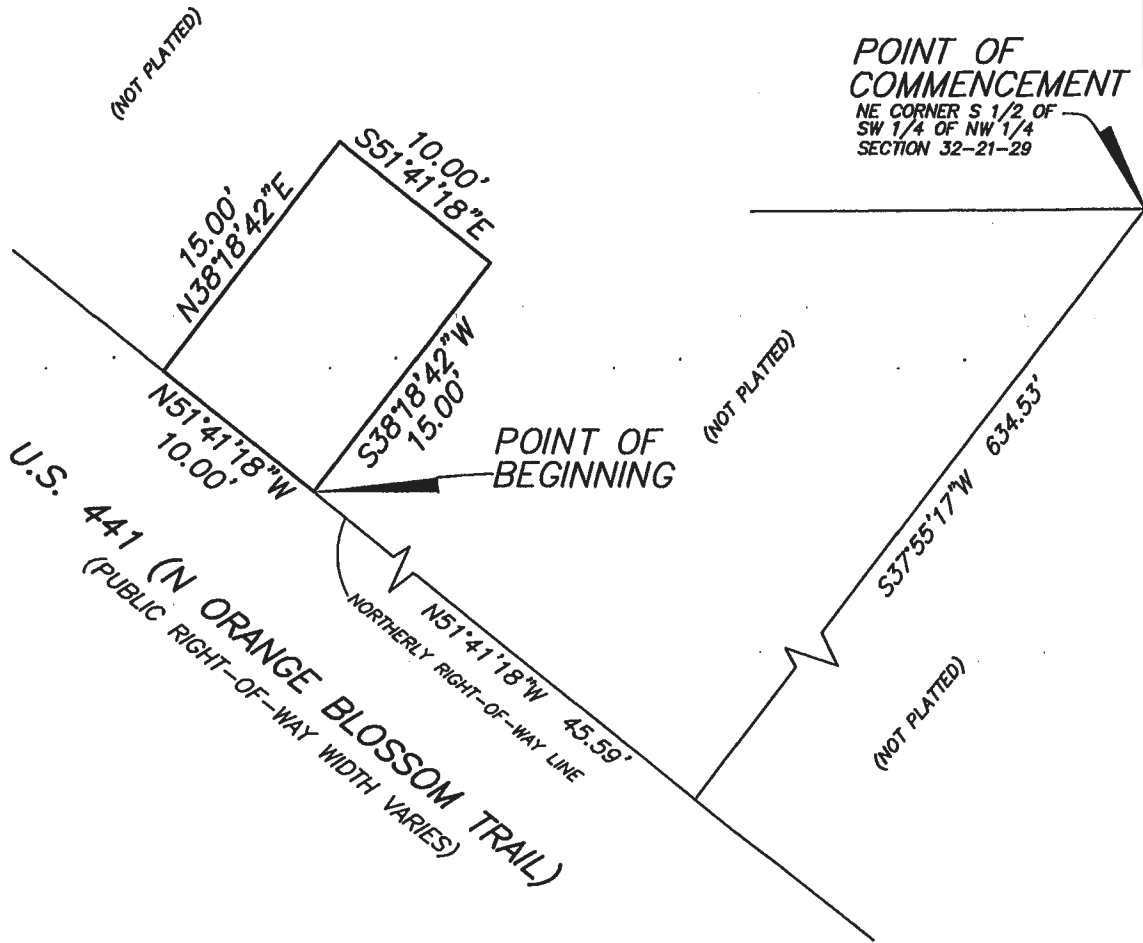 (NOT PLATTED)
POINT OF
COMMENCEMENT
NE CORNER S 1/2 OF
SW 1/4 OF NW 1/4
SECTION 32-21-29
10.00'
S51°41'18"E
15.00'
N38°18'42"E
S38°18'42"W
15.00'
N51°41'18"W
10.00'
POINT OF
BEGINNING
(NOT PLATTED)
S37°55'17"W 634.53'
U.S. 441 (N ORANGE BLOSSOM TRAIL)
(PUBLIC RIGHT-OF-WAY WIDTH VARIES)
N51°41'18"W 45.59'
NORTHERLY RIGHT-OF-WAY LINE
(NOT PLATTED)